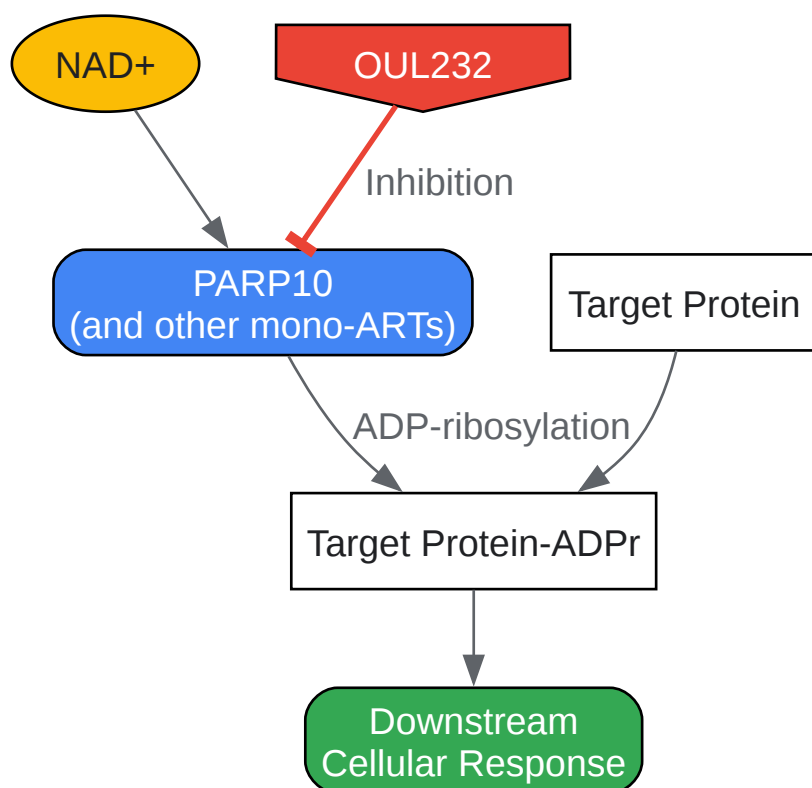 NAD+
OUL232
Inhibition
PARP10
(and other mono-ARTs)
Target Protein
ADP-ribosylation
Target Protein-ADPr
Downstream
Cellular Response